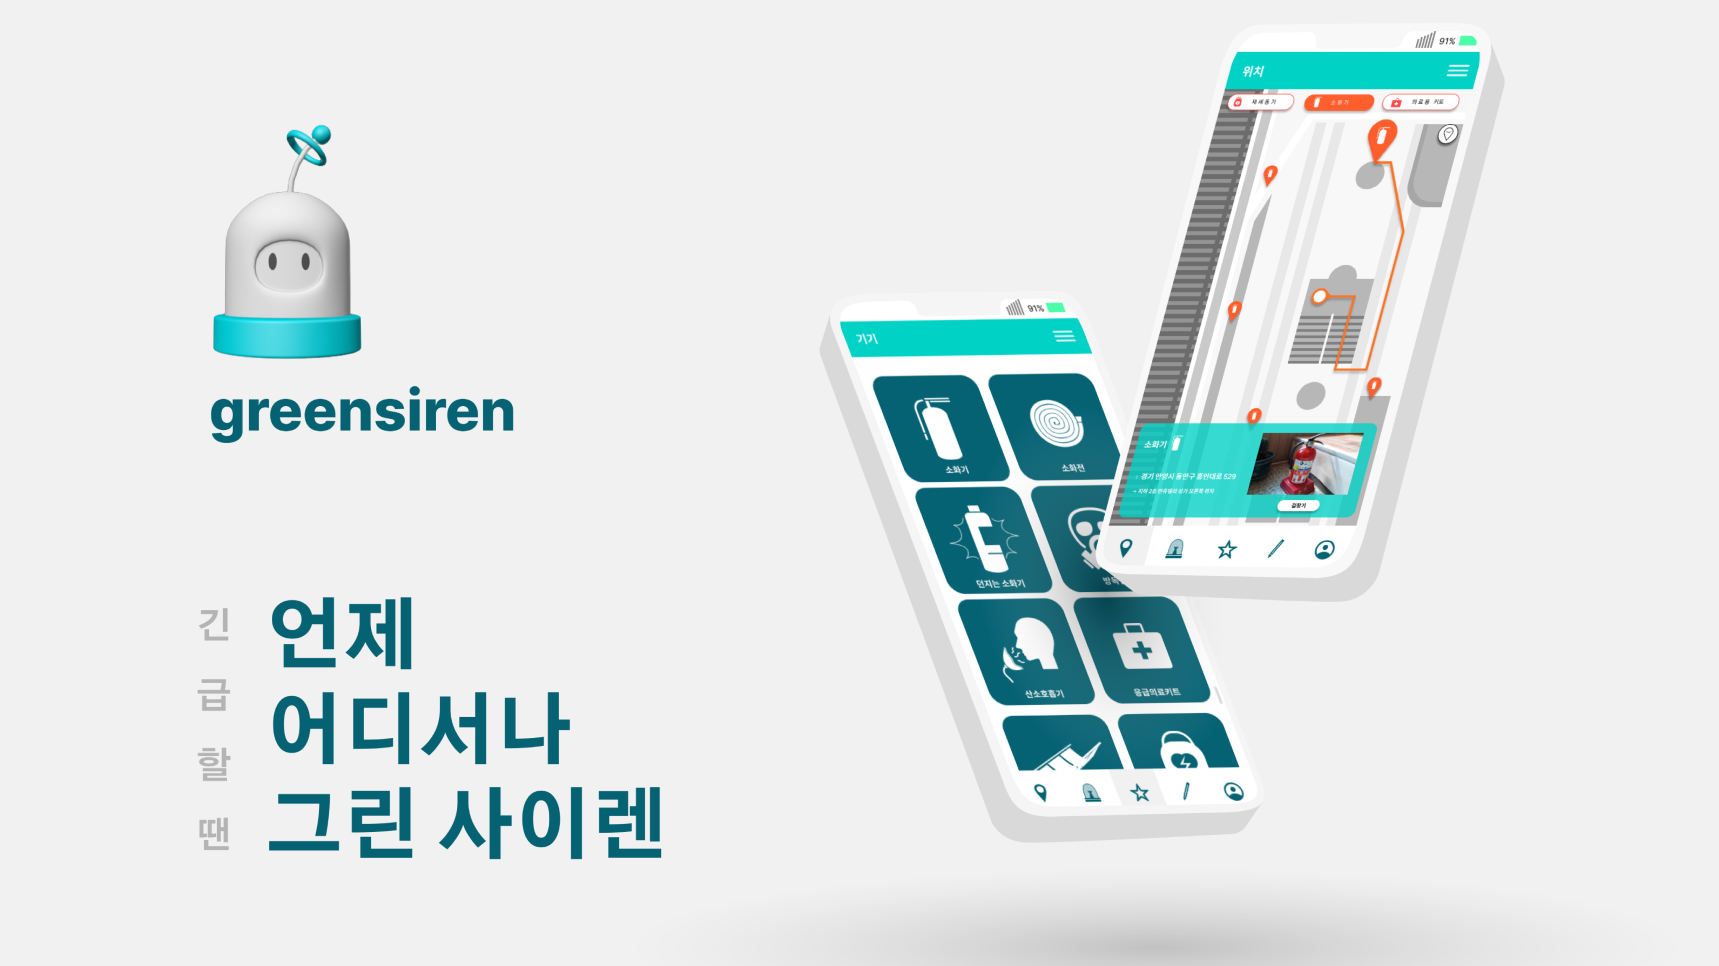 greensiren
긴급할땐
언제
어디서나
그린 사이렌
91%
기기
소화기
소화전
던지는 소화기
방독
산소호흡기
응급의료키트
91%
위치
제세동기
소화기
의료용 키트
소화기
: 경기 안양시 동안구 흥안대로 529
길찾기